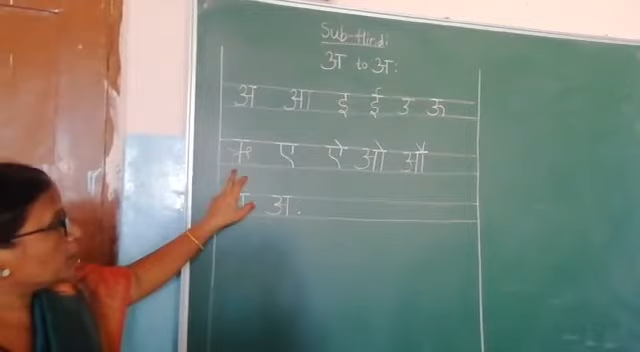 Sub-Hindi
अ to अ:
अ आ इ ई उ ऊ
ऋ ए ऐ ओ औ
अ.